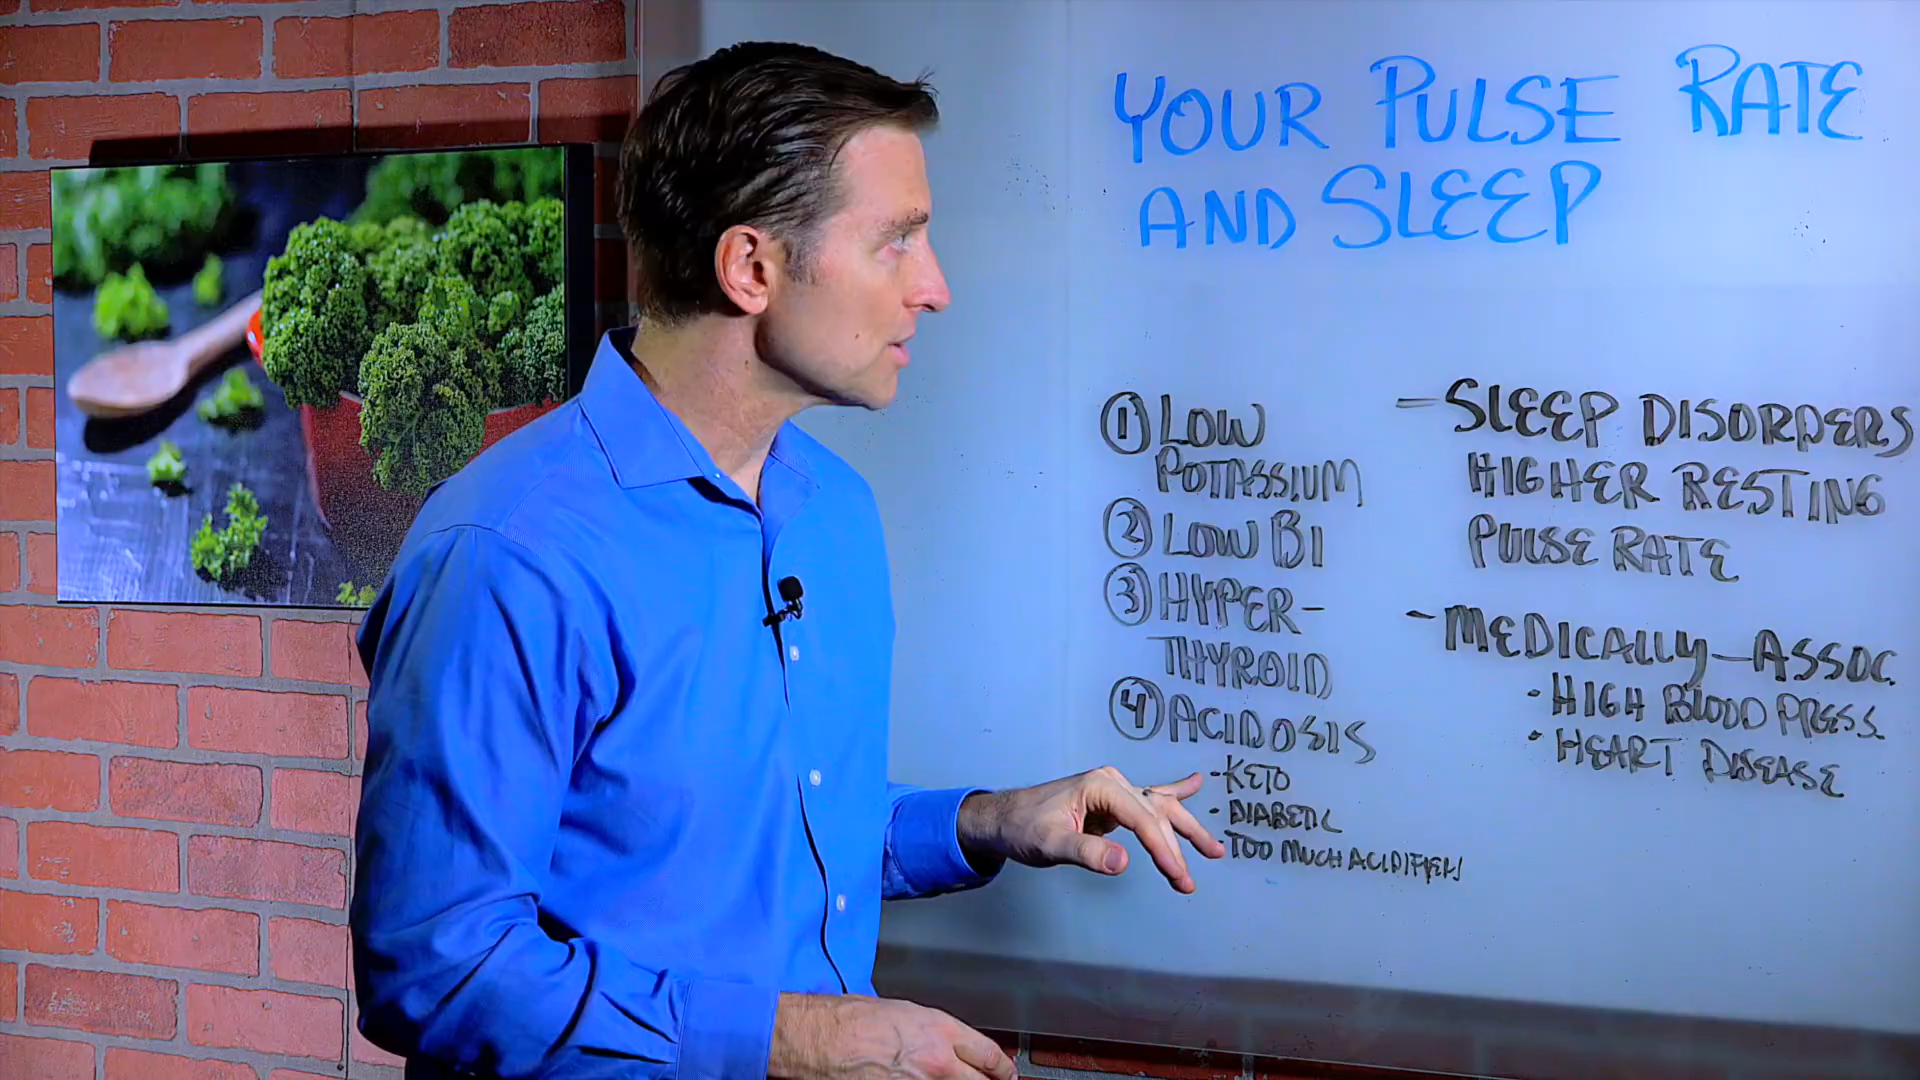 YOUR PULSE RATE
AND SLEEP
① LOW
POTASSIUM
② LOW B1
③ HYPER-
THYROID
④ ACIDOSIS
- KETO
- DIABETIC
- TOO MUCH ACIDIFIERS
- SLEEP DISORDERS
HIGHER RESTING
PULSE RATE
- MEDICALLY-ASSOC.
· HIGH BLOOD PRESS.
· HEART DISEASE